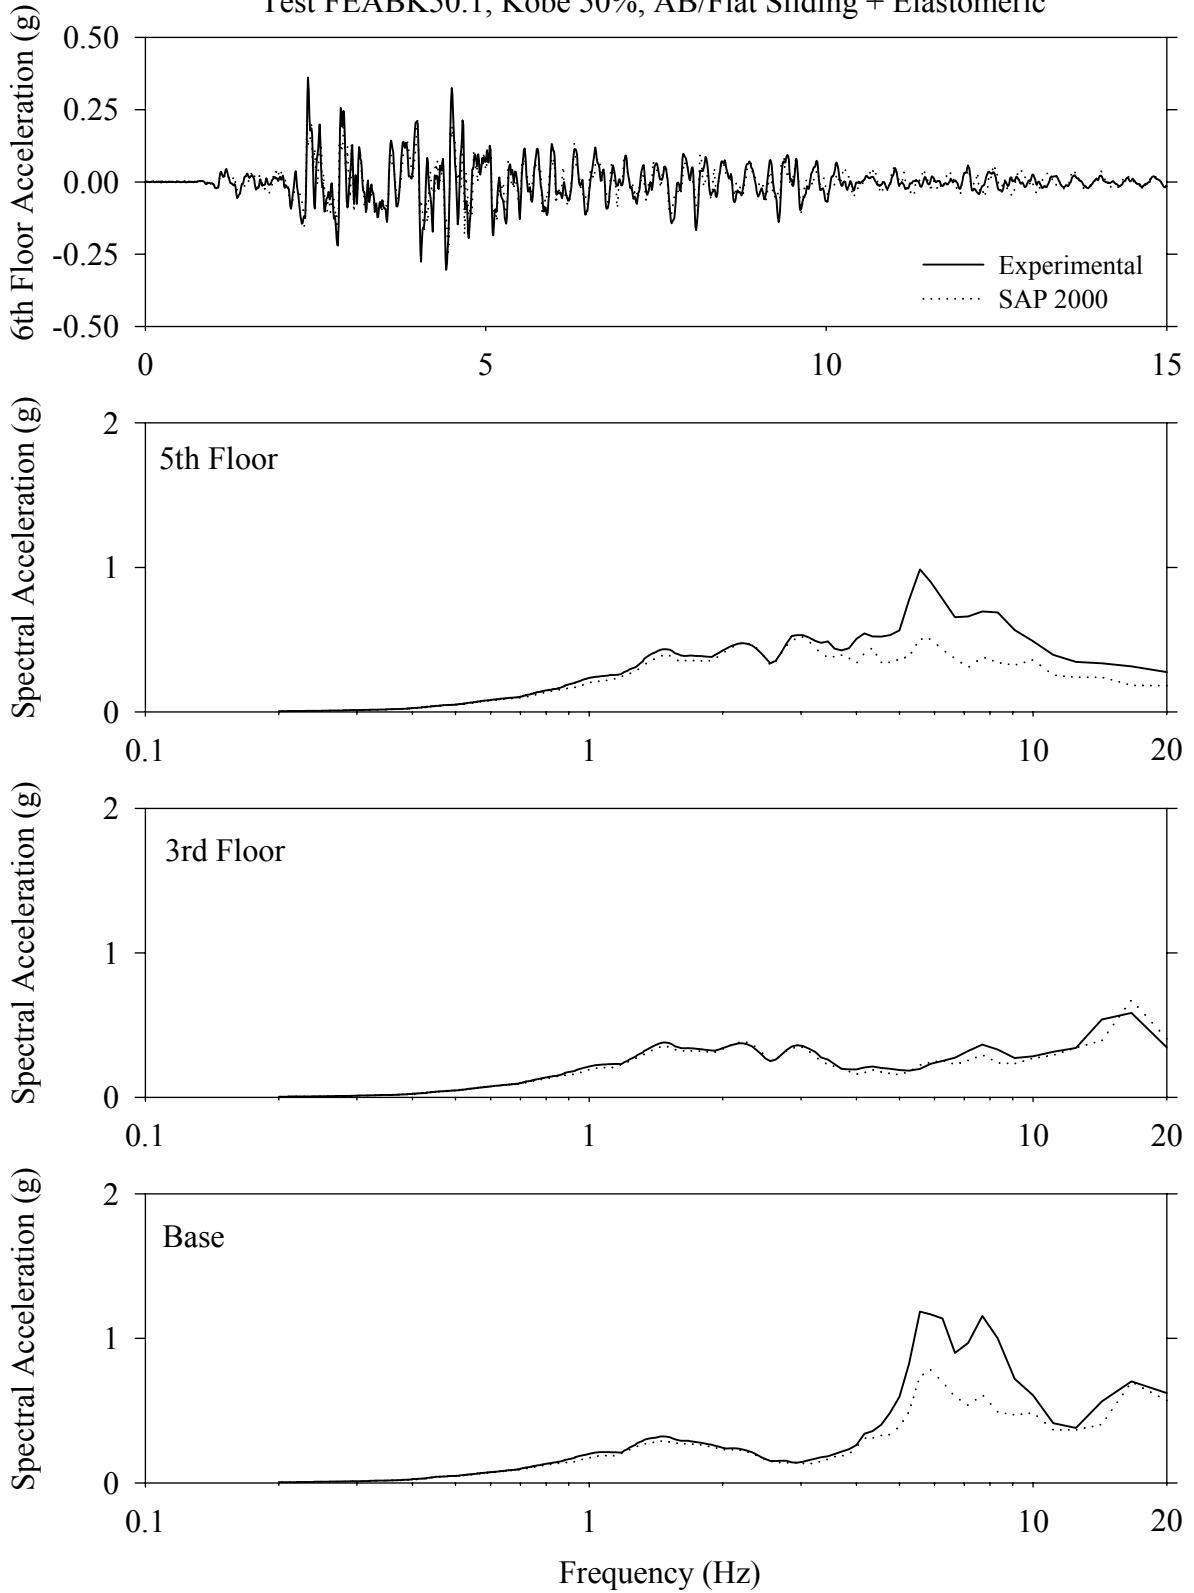 Test FEABK50.1, Kobe 50%, AB/Flat Sliding + Elastomeric
6th Floor Acceleration (g)
0.50
0.25
0.00
-0.25
-0.50
Experimental
SAP 2000
0
5
10
15
Spectral Acceleration (g)
2
1
0
5th Floor
0.1
1
10
20
Spectral Acceleration (g)
2
1
0
3rd Floor
0.1
1
10
20
Spectral Acceleration (g)
2
1
0
Base
0.1
1
10
20
Frequency (Hz)